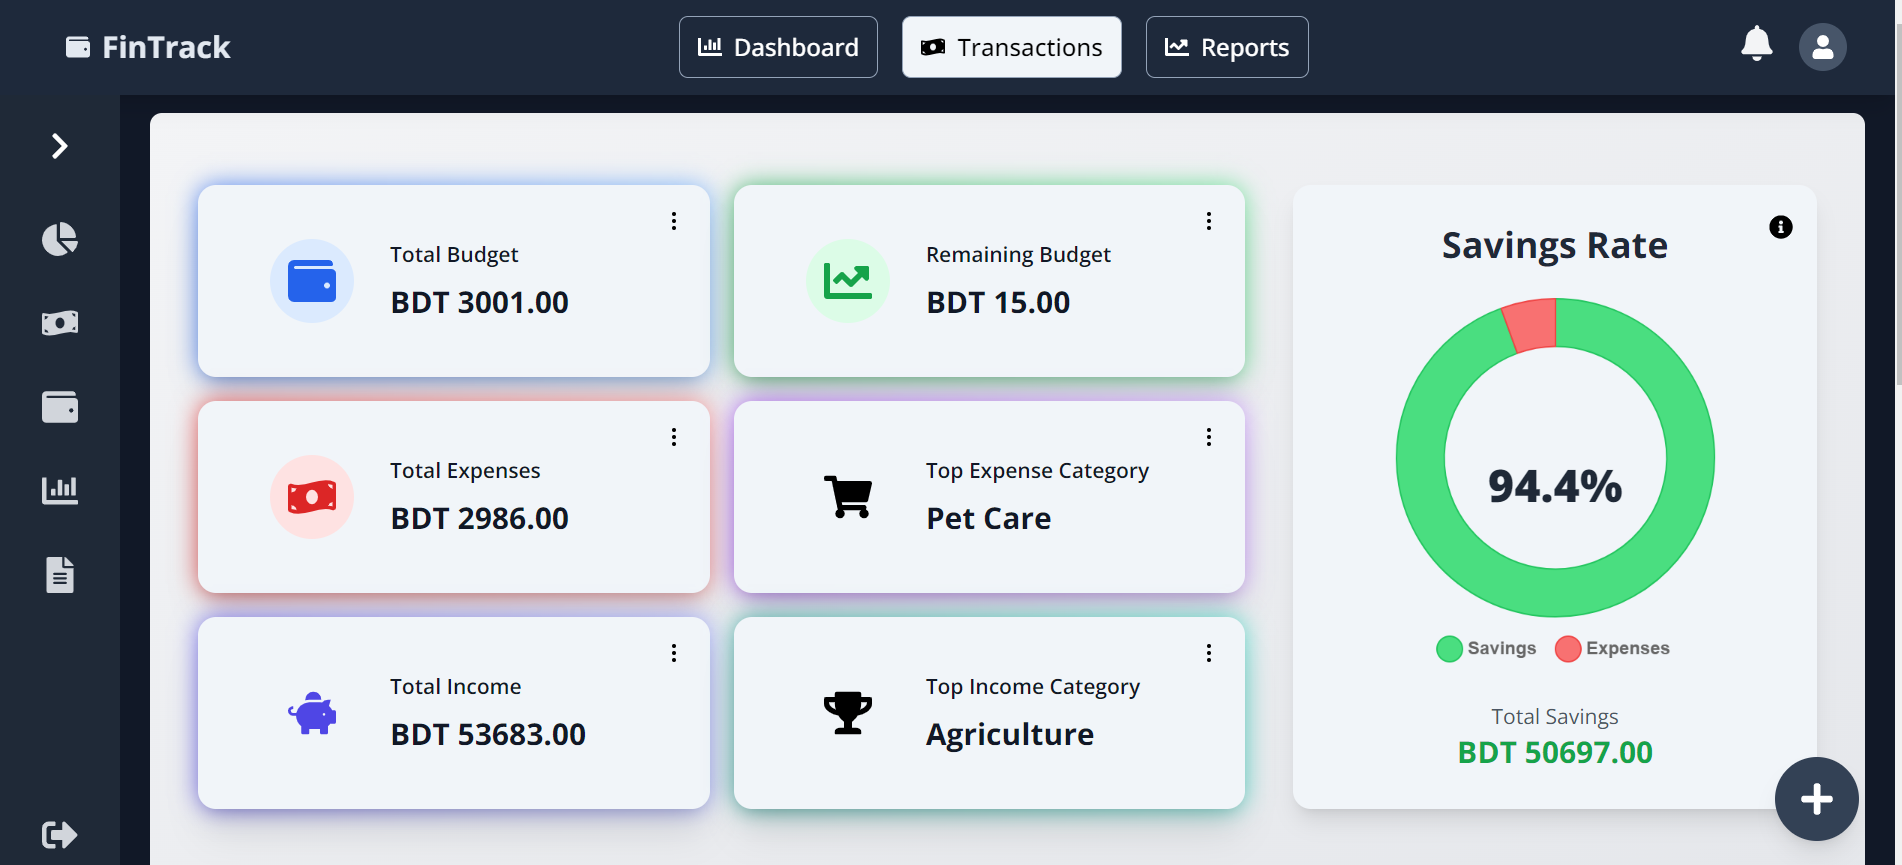 FinTrack
Dashboard
Transactions
Reports
Total Budget
BDT 3001.00
Remaining Budget
BDT 15.00
Total Expenses
BDT 2986.00
Top Expense Category
Pet Care
Total Income
BDT 53683.00
Top Income Category
Agriculture
Savings Rate
94.4%
Savings
Expenses
Total Savings
BDT 50697.00